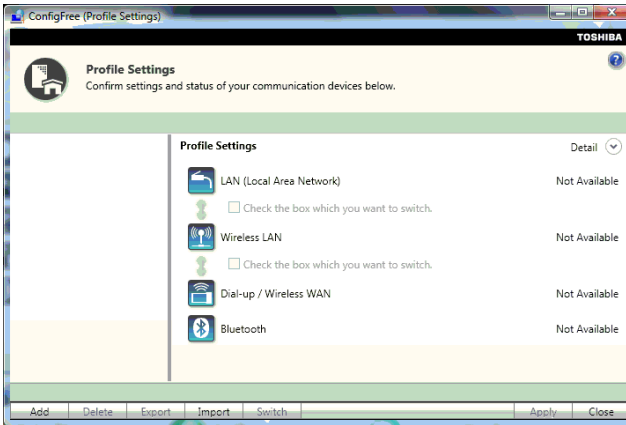 ConfigFree (Profile Settings)
TOSHIBA
Profile Settings
Confirm settings and status of your communication devices below.
Profile Settings
Detail
LAN (Local Area Network) Not Available
Check the box which you want to switch.
Wireless LAN Not Available
Check the box which you want to switch.
Dial-up / Wireless WAN Not Available
Bluetooth Not Available
Add Delete Export Import Switch Apply Close